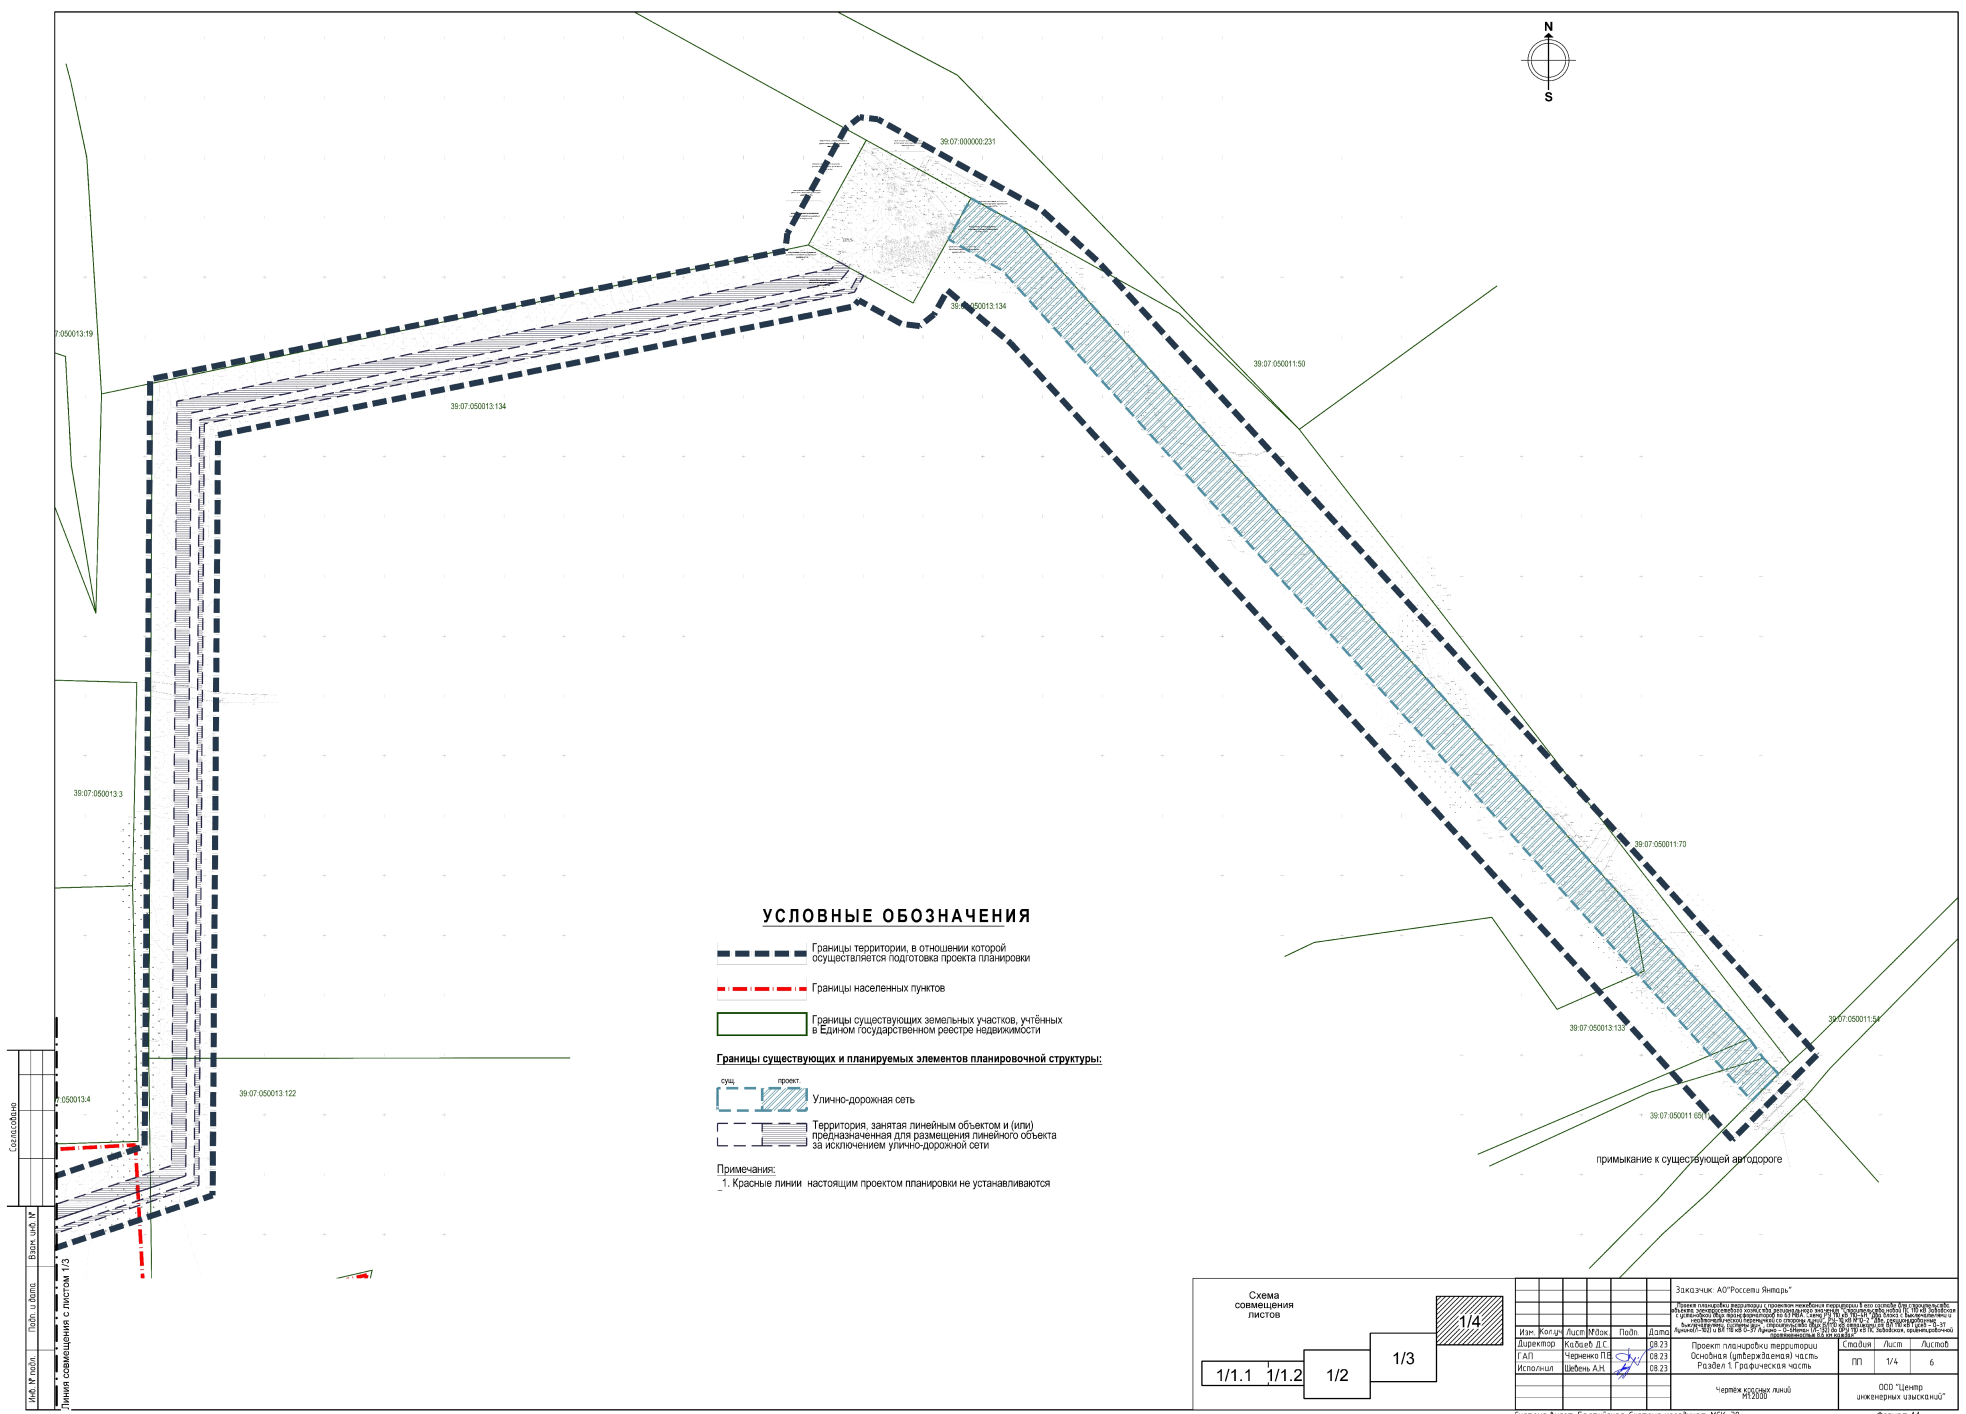 N
S
39:07:000000:231
39:07:050013:134
7:050013:19
39:07:050011:50
39:07:050013:134
39:07:050013:3
39:07:050011:70
УСЛОВНЫЕ ОБОЗНАЧЕНИЯ
Границы территории, в отношении которой
осуществляется подготовка проекта планировки
Границы населенных пунктов
Границы существующих земельных участков, учтённых
в Едином государственном реестре недвижимости
Границы существующих и планируемых элементов планировочной структуры:
сущ.
проект.
Улично-дорожная сеть
Территория, занятая линейным объектом и (или)
предназначенная для размещения линейного объекта
за исключением улично-дорожной сети
Примечания:
1. Красные линии настоящим проектом планировки не устанавливаются
39:07:050011:54
39:07:050013:133
39:07:050013:122
:050013:4
39:07:050011:65(1)
примыкание к существующей автодороге
Согласовано
Взам. инв. №
Подп. и дата
Инв. № подл.
Линия совмещения с листом 1/3
Схема
совмещения
листов
1/1.1
1/1.2
1/2
1/3
1/4
Заказчик: АО"Россети Янтарь"
Изм. Кол.уч Лист №док. Подп. Дата
Директор Кабаев Д.С. 08.23
ГАП Черненко П.В. 08.23
Исполнил Шевень А.Н. 08.23
Проект планировки территории
Основная (утверждаемая) часть
Раздел 1. Графическая часть
Стадия Лист Листов
ПП 1/4 6
Чертёж красных линий
М1:2000
ООО "Центр
инженерных изысканий"